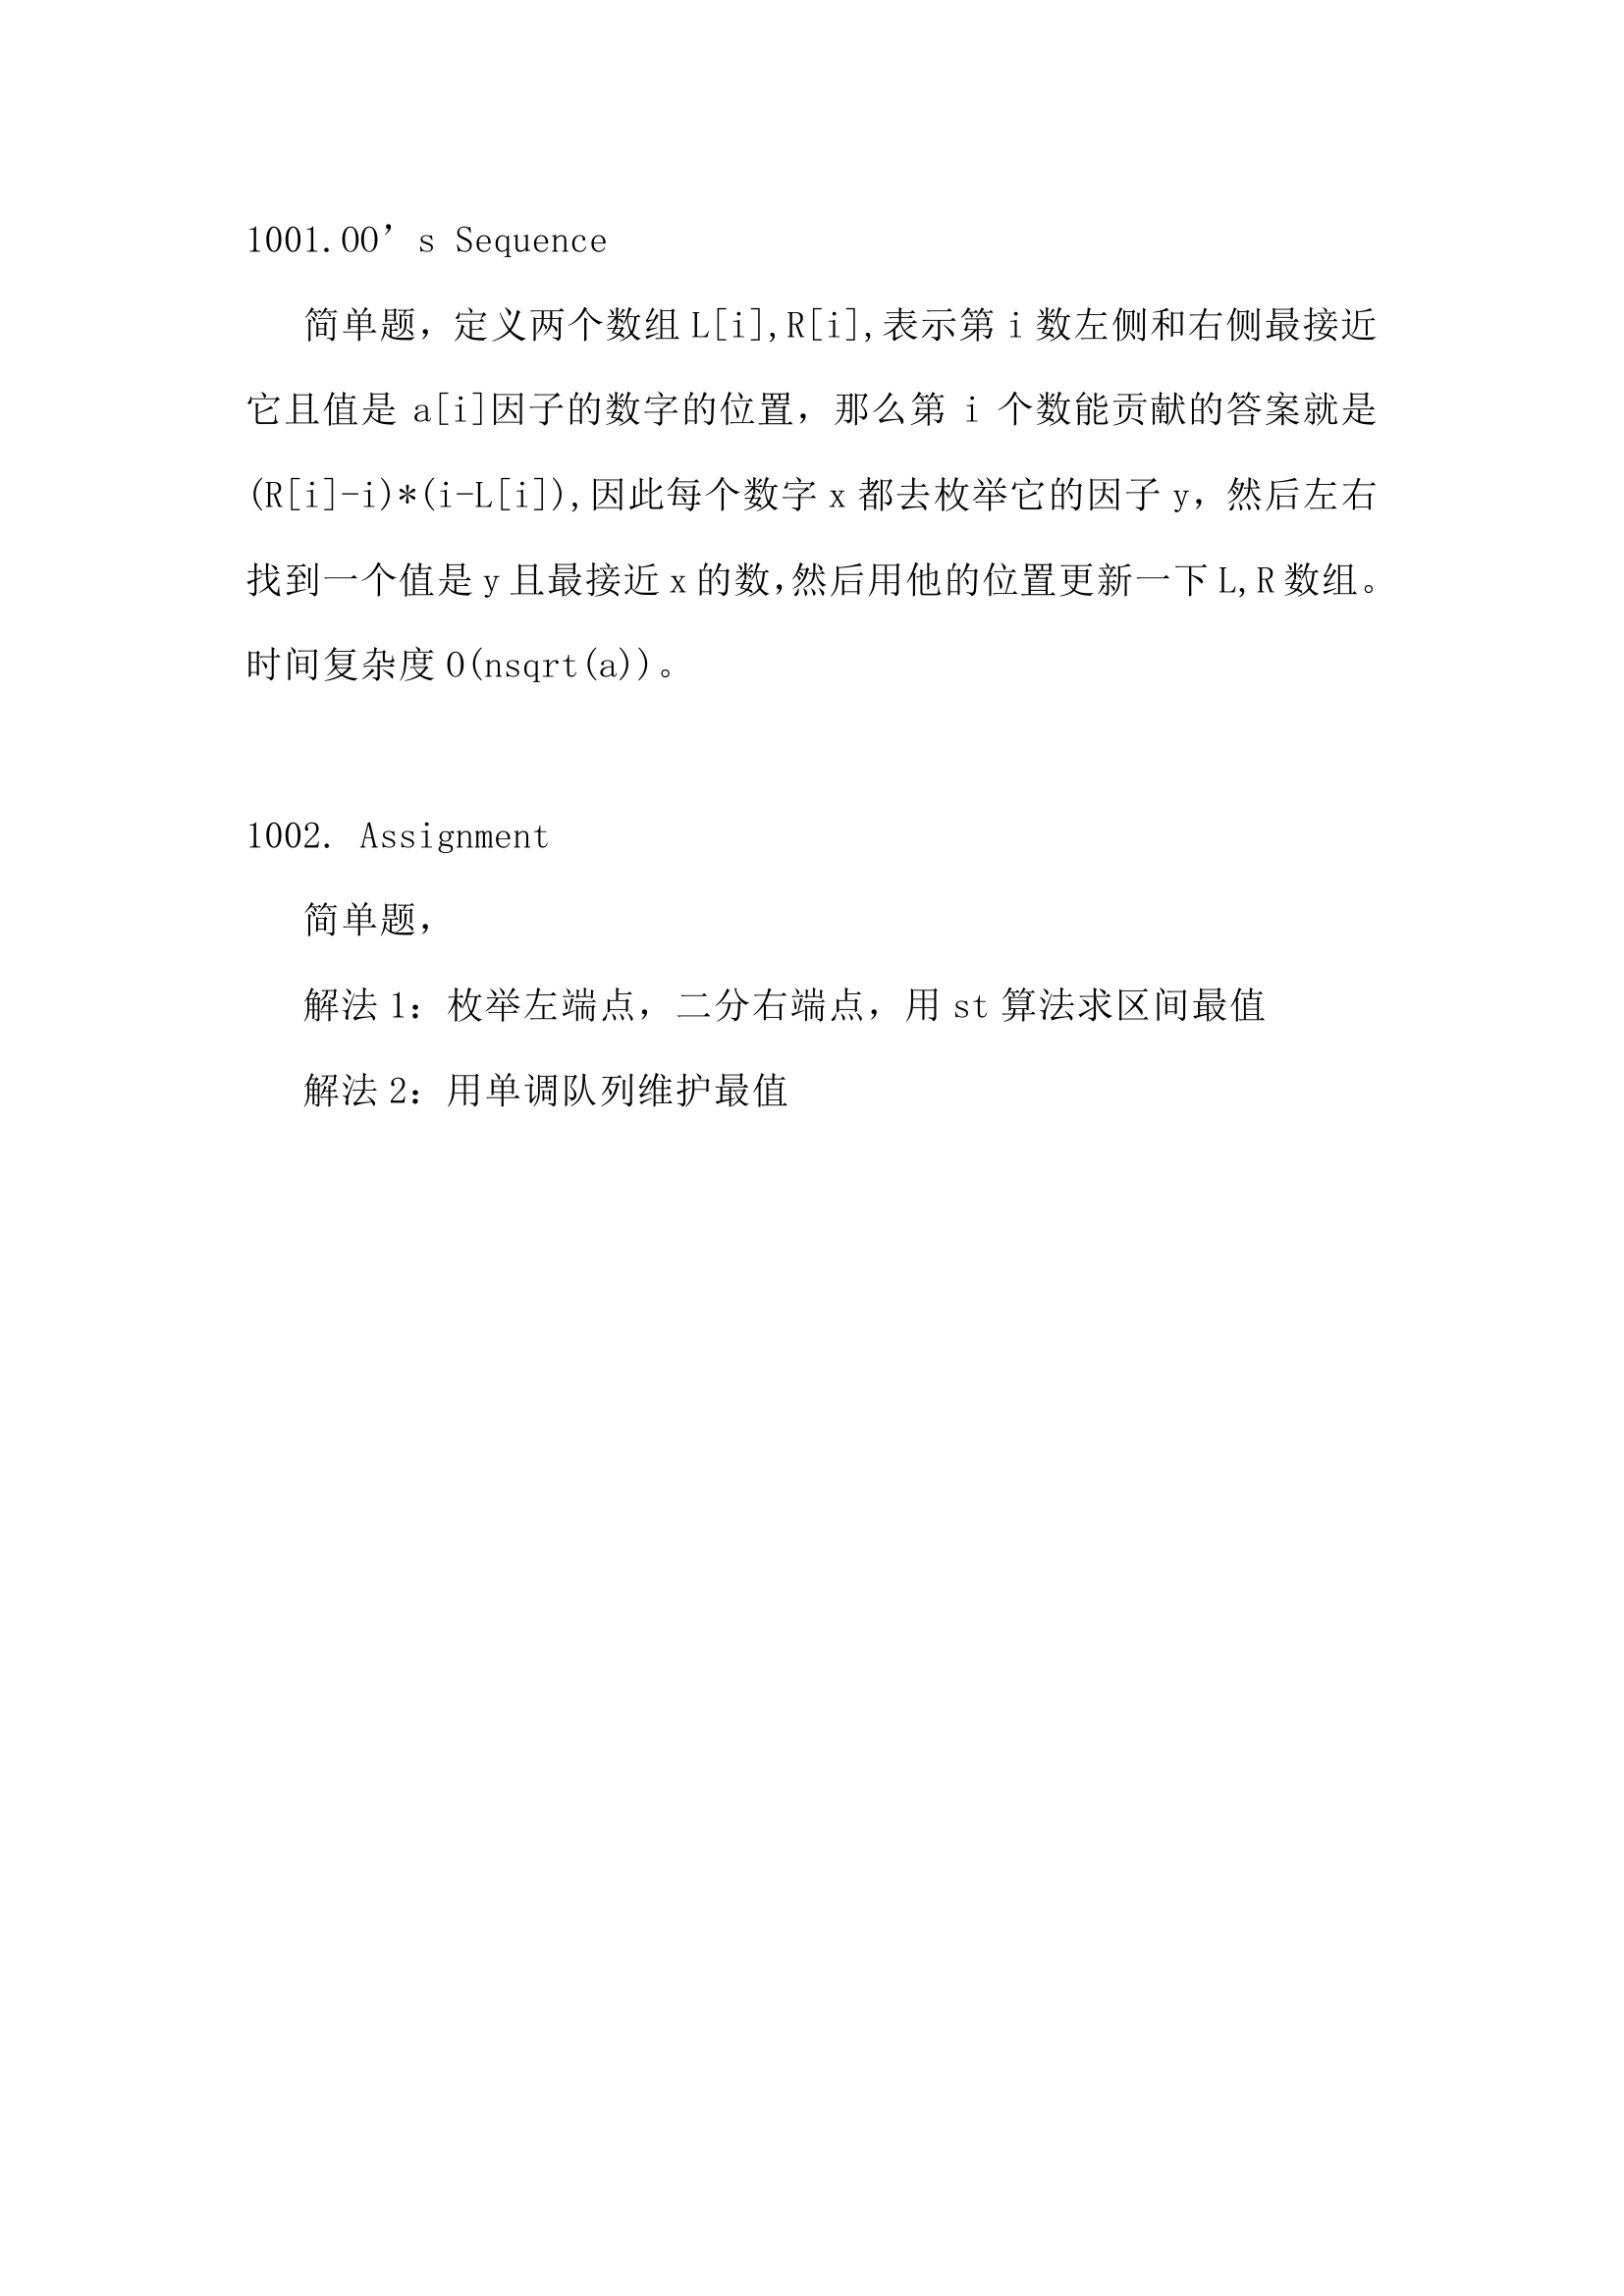 1001.OO’s Sequence
简单题，定义两个数组 L[i],R[i],表示第 i 数左侧和右侧最接近
它且值是 a[i]因子的数字的位置，那么第 i 个数能贡献的答案就是
(R[i]-i)*(i-L[i]),因此每个数字 x 都去枚举它的因子 y，然后左右
找到一个值是 y 且最接近 x 的数，然后用他的位置更新一下 L,R 数组。
时间复杂度 O(nsqrt(a))。
1002. Assignment
简单题，
解法 1：枚举左端点，二分右端点，用 st 算法求区间最值
解法 2：用单调队列维护最值